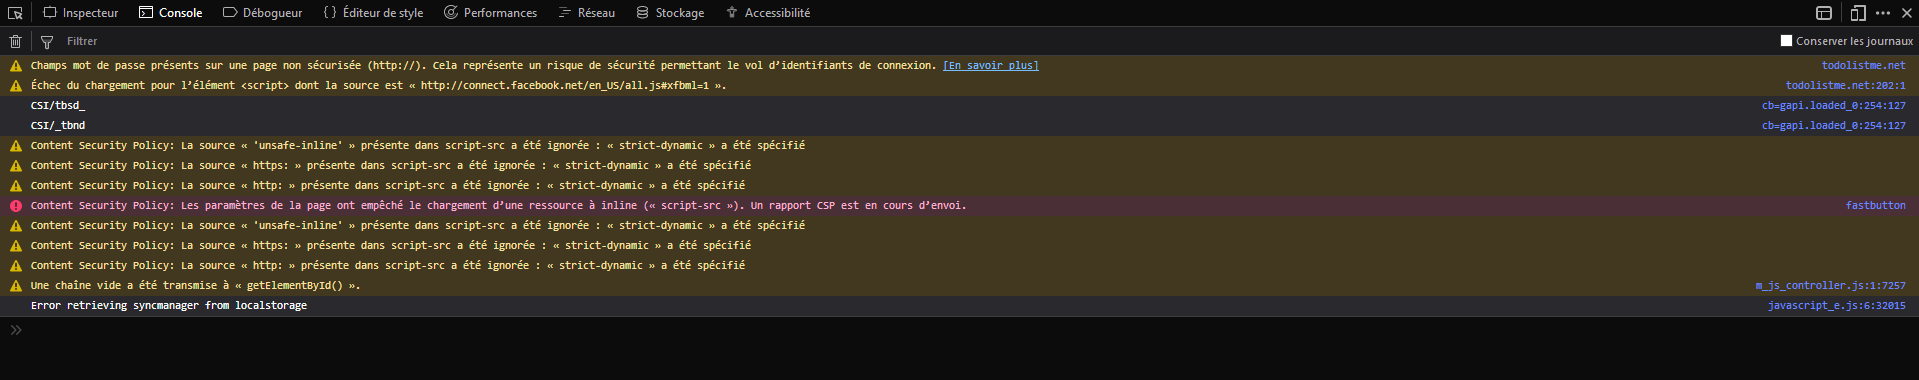 Inspecteur Console Débogueur Éditeur de style Performances Réseau Stockage Accessibilité
Filtrer Conserver les journaux
Champs mot de passe présents sur une page non sécurisée (http://). Cela représente un risque de sécurité permettant le vol d’identifiants de connexion. [En savoir plus] todolistme.net
Échec du chargement pour l’élément <script> dont la source est « http://connect.facebook.net/en_US/all.js#xfbml=1 ». todolistme.net:202:1
CSI/tbsd_ cb=gapi.loaded_0:254:127
CSI/_tbnd cb=gapi.loaded_0:254:127
Content Security Policy: La source « 'unsafe-inline' » présente dans script-src a été ignorée : « strict-dynamic » a été spécifié
Content Security Policy: La source « https: » présente dans script-src a été ignorée : « strict-dynamic » a été spécifié
Content Security Policy: La source « http: » présente dans script-src a été ignorée : « strict-dynamic » a été spécifié
Content Security Policy: Les paramètres de la page ont empêché le chargement d’une ressource à inline (« script-src »). Un rapport CSP est en cours d’envoi. fastbutton
Content Security Policy: La source « 'unsafe-inline' » présente dans script-src a été ignorée : « strict-dynamic » a été spécifié
Content Security Policy: La source « https: » présente dans script-src a été ignorée : « strict-dynamic » a été spécifié
Content Security Policy: La source « http: » présente dans script-src a été ignorée : « strict-dynamic » a été spécifié
Une chaîne vide a été transmise à « getElementById() ». m_js_controller.js:1:7257
Error retrieving syncmanager from localstorage javascript_e.js:6:32015